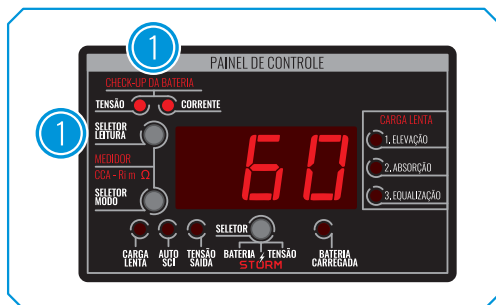 1
PAINEL DE CONTROLE
CHECK-UP DA BATERIA
TENSÃO CORRENTE
1
SELETOR
LEITURA
MEDIDOR
CCA - Ri m Ω
SELETOR
MODO
60
CARGA LENTA
1. ELEVAÇÃO
2. ABSORÇÃO
3. EQUALIZAÇÃO
CARGA
LENTA
AUTO
SCI
TENSÃO
SAÍDA
SELETOR
BATERIA TENSÃO
STORM
BATERIA
CARREGADA